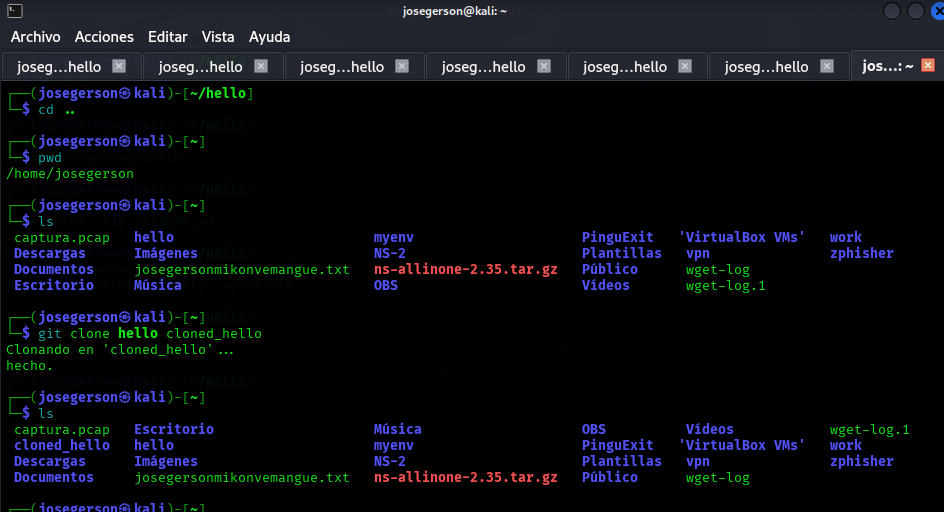 josegerson@kali: ~
Archivo Acciones Editar Vista Ayuda
joseg...hello joseg...hello joseg...hello joseg...hello joseg...hello joseg...hello jos...: ~
┌──(josegerson㉿kali)-[~/hello]
└─$ cd ..
┌──(josegerson㉿kali)-[~]
└─$ pwd
/home/josegerson
┌──(josegerson㉿kali)-[~]
└─$ ls
captura.pcap hello myenv PinguExit 'VirtualBox VMs' work
Descargas Imágenes NS-2 Plantillas vpn zphisher
Documentos josegersonmikonvemangue.txt ns-allinone-2.35.tar.gz Público wget-log
Escritorio Música OBS Vídeos wget-log.1
┌──(josegerson㉿kali)-[~]
└─$ git clone hello cloned_hello
Clonando en 'cloned_hello'...
hecho.
┌──(josegerson㉿kali)-[~]
└─$ ls
captura.pcap Escritorio Música OBS Vídeos wget-log.1
cloned_hello hello myenv PinguExit 'VirtualBox VMs' work
Descargas Imágenes NS-2 Plantillas vpn zphisher
Documentos josegersonmikonvemangue.txt ns-allinone-2.35.tar.gz Público wget-log
┌──(josegerson㉿kali)-[~]